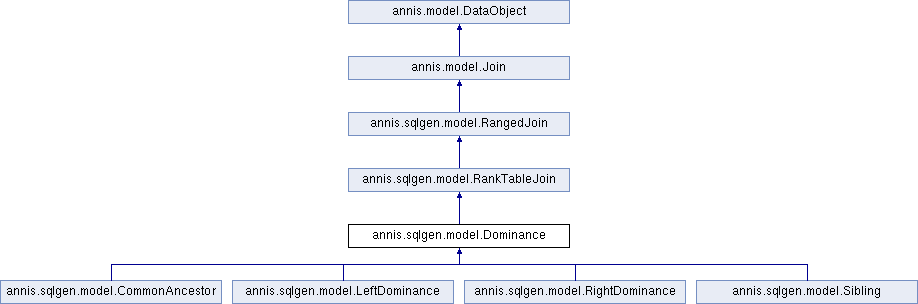 annis.model.DataObject
annis.model.Join
annis.sqlgen.model.RangedJoin
annis.sqlgen.model.RankTableJoin
annis.sqlgen.model.Dominance
annis.sqlgen.model.CommonAncestor
annis.sqlgen.model.LeftDominance
annis.sqlgen.model.RightDominance
annis.sqlgen.model.Sibling